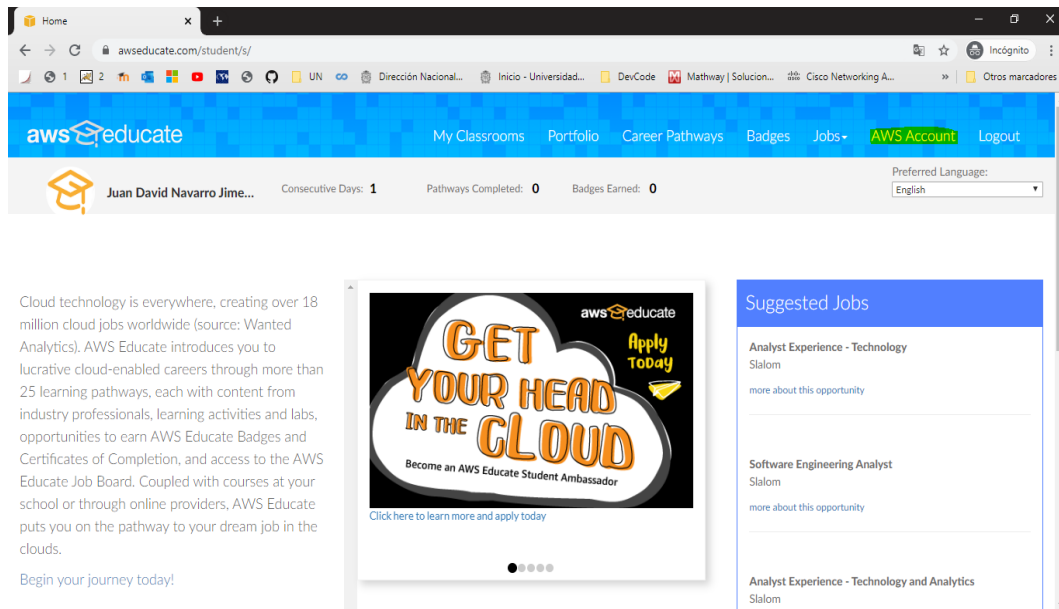 Home
awseducate.com/student/s/
Incógnito
1
2
UN
Dirección Nacional...
Inicio - Universidad...
DevCode
Mathway | Solucion...
Cisco Networking A...
»
Otros marcadores
aws educate
My Classrooms
Portfolio
Career Pathways
Badges
Jobs
AWS Account
Logout
Juan David Navarro Jime...
Consecutive Days: 1
Pathways Completed: 0
Badges Earned: 0
Preferred Language:
English
Cloud technology is everywhere, creating over 18
million cloud jobs worldwide (source: Wanted
Analytics). AWS Educate introduces you to
lucrative cloud-enabled careers through more than
25 learning pathways, each with content from
industry professionals, learning activities and labs,
opportunities to earn AWS Educate Badges and
Certificates of Completion, and access to the AWS
Educate Job Board. Coupled with courses at your
school or through online providers, AWS Educate
puts you on the pathway to your dream job in the
clouds.
Begin your journey today!
aws educate
GET
YOUR HEAD
IN THE CLOUD
Apply
TODAY
Become an AWS Educate Student Ambassador
Click here to learn more and apply today
Suggested Jobs
Analyst Experience - Technology
Slalom
more about this opportunity
Software Engineering Analyst
Slalom
more about this opportunity
Analyst Experience - Technology and Analytics
Slalom